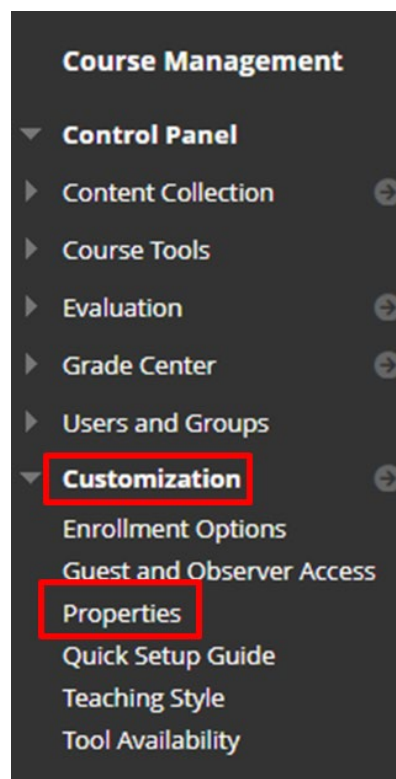 Course Management
Control Panel
Content Collection
Course Tools
Evaluation
Grade Center
Users and Groups
Customization
Enrollment Options
Guest and Observer Access
Properties
Quick Setup Guide
Teaching Style
Tool Availability